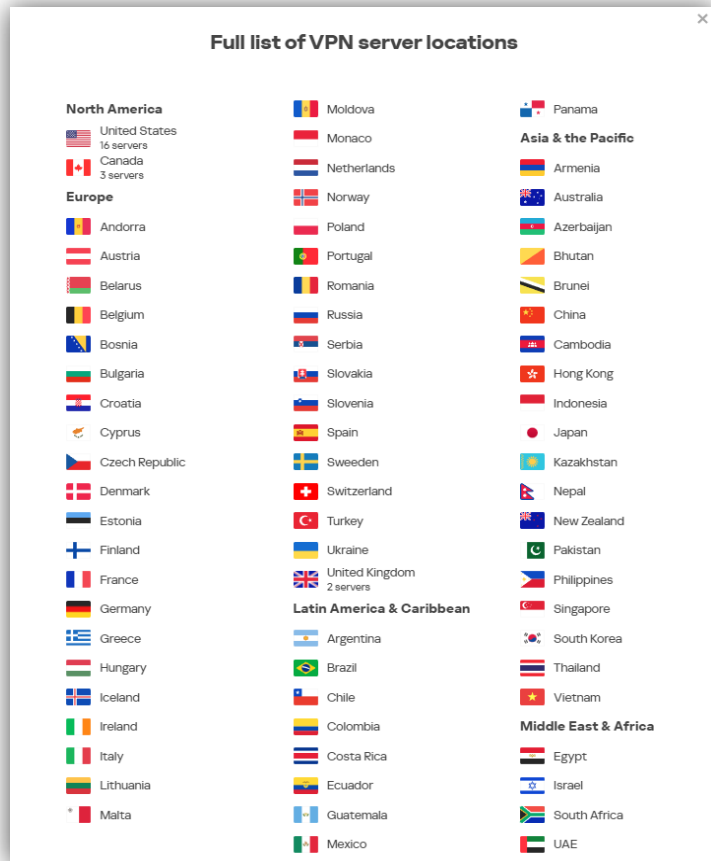 Full list of VPN server locations
North America
United States
16 servers
Canada
3 servers
Europe
Andorra
Austria
Belarus
Belgium
Bosnia
Bulgaria
Croatia
Cyprus
Czech Republic
Denmark
Estonia
Finland
France
Germany
Greece
Hungary
Iceland
Ireland
Italy
Lithuania
Malta
Moldova
Monaco
Netherlands
Norway
Poland
Portugal
Romania
Russia
Serbia
Slovakia
Slovenia
Spain
Sweeden
Switzerland
Turkey
Ukraine
United Kingdom
2 servers
Latin America & Caribbean
Argentina
Brazil
Chile
Colombia
Costa Rica
Ecuador
Guatemala
Mexico
Panama
Asia & the Pacific
Armenia
Australia
Azerbaijan
Bhutan
Brunei
China
Cambodia
Hong Kong
Indonesia
Japan
Kazakhstan
Nepal
New Zealand
Pakistan
Philippines
Singapore
South Korea
Thailand
Vietnam
Middle East & Africa
Egypt
Israel
South Africa
UAE